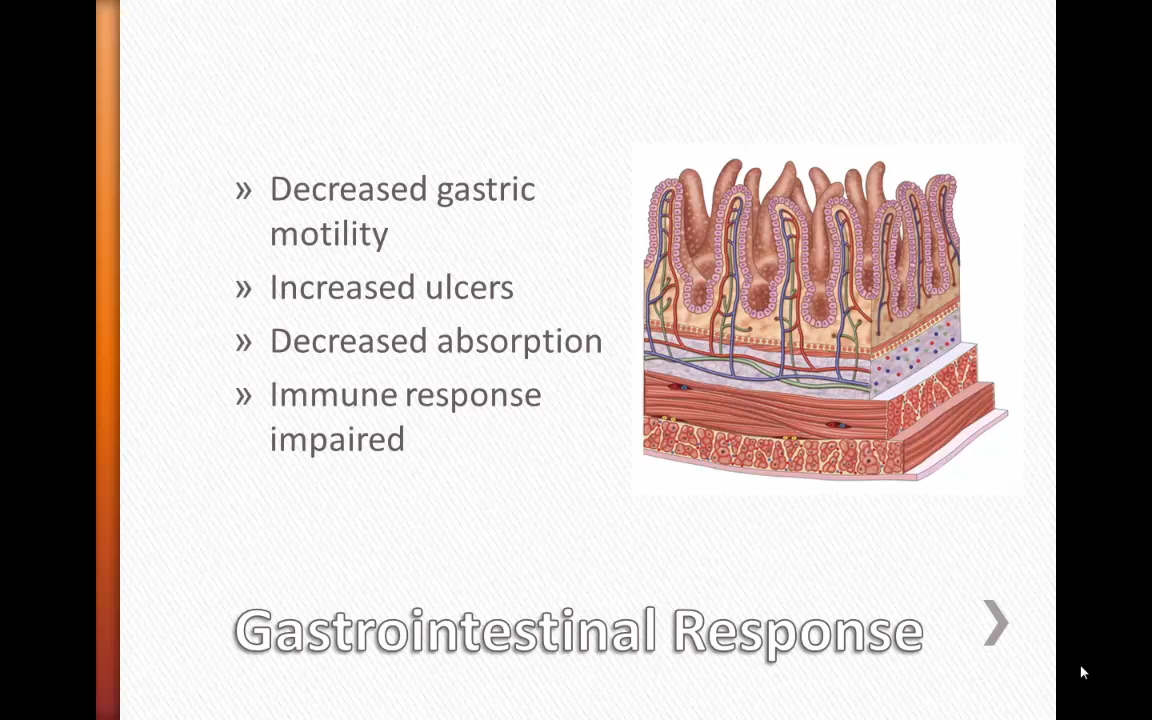 » Decreased gastric
motility
» Increased ulcers
» Decreased absorption
» Immune response
impaired
Gastrointestinal Response